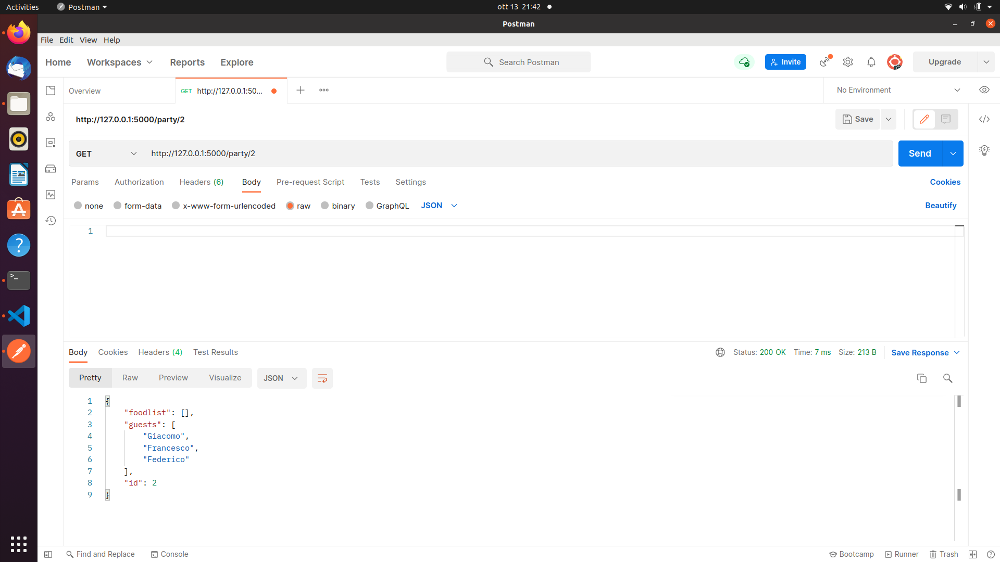 Activities Postman ott 13 21:42
Postman
File Edit View Help
Home Workspaces Reports Explore Search Postman Invite Upgrade
Overview GET http://127.0.0.1:50... No Environment
http://127.0.0.1:5000/party/2 Save
GET http://127.0.0.1:5000/party/2 Send
Params Authorization Headers (6) Body Pre-request Script Tests Settings Cookies
none form-data x-www-form-urlencoded raw binary GraphQL JSON Beautify
1
Body Cookies Headers (4) Test Results Status: 200 OK Time: 7 ms Size: 213 B Save Response
Pretty Raw Preview Visualize JSON
1 {
2 "foodlist": [],
3 "guests": [
4 "Giacomo",
5 "Francesco",
6 "Federico"
7 ],
8 "id": 2
9 }
Find and Replace Console Bootcamp Runner Trash